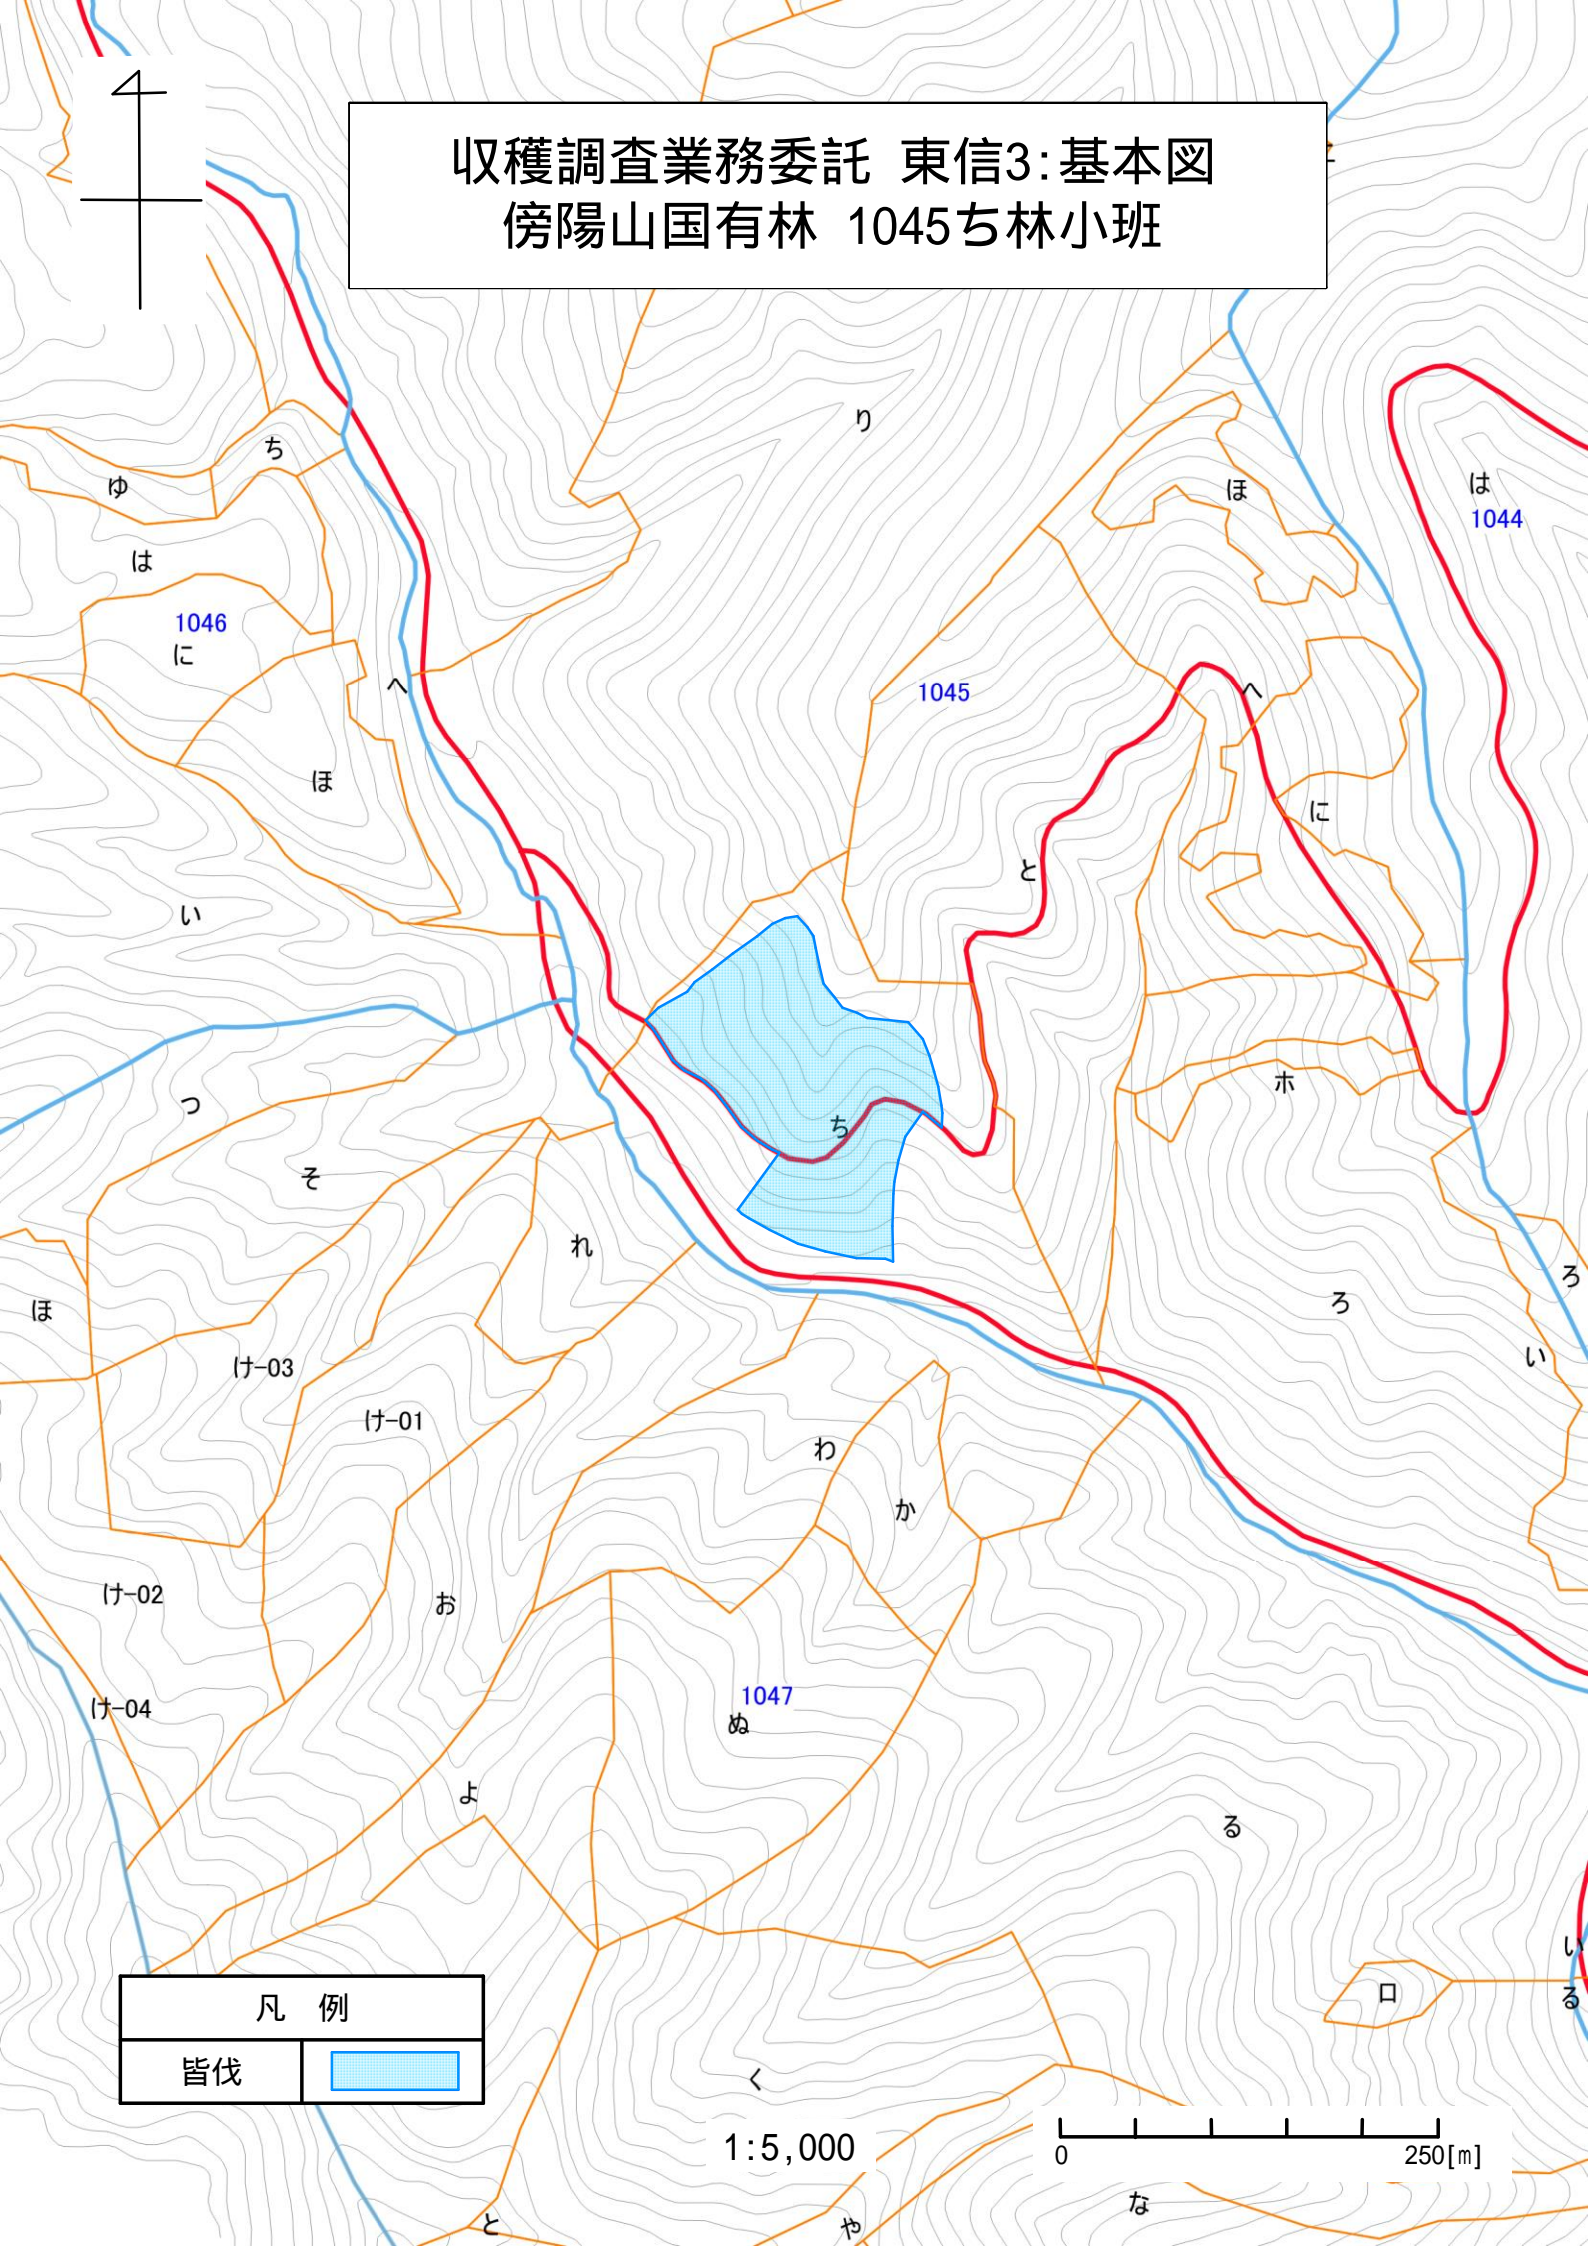 収穫調査業務委託 東信3:基本図
傍陽山国有林 1045ち林小班
り
ち
ゆ
ほ
は
1044
は
1046
に
へ
1045
へ
ほ
に
と
い
つ
ホ
ち
そ
れ
ろ
ほ
ろ
い
け-03
け-01
わ
か
け-02
お
1047
ぬ
け-04
よ
る
い
ロ
る
凡 例
皆伐
く
1:5,000
0
250[m]
な
と
や